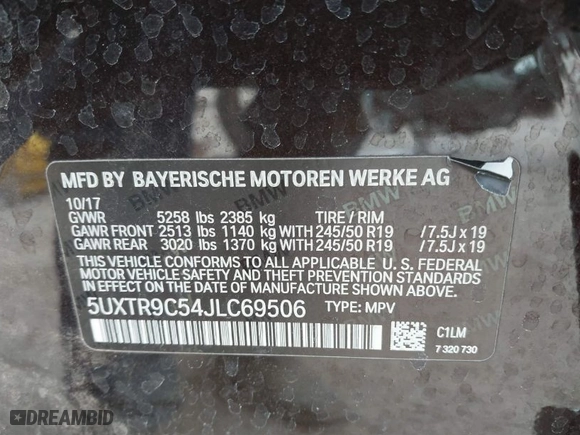 MFD BY BAYERISCHE MOTOREN WERKE AG
10/17
GVWR 5258 lbs 2385 kg TIRE / RIM
GAWR FRONT 2513 lbs 1140 kg WITH 245/50 R19 / 7.5J x 19
GAWR REAR 3020 lbs 1370 kg WITH 245/50 R19 / 7.5J x 19
THIS VEHICLE CONFORMS TO ALL APPLICABLE U. S. FEDERAL
MOTOR VEHICLE SAFETY, AND THEFT PREVENTION STANDARDS
IN EFFECT ON THE DATE OF MANUFACTURE SHOWN ABOVE.
5UXTR9C54JLC69506 TYPE: MPV
C1LM
7 320 730
DREAMBID